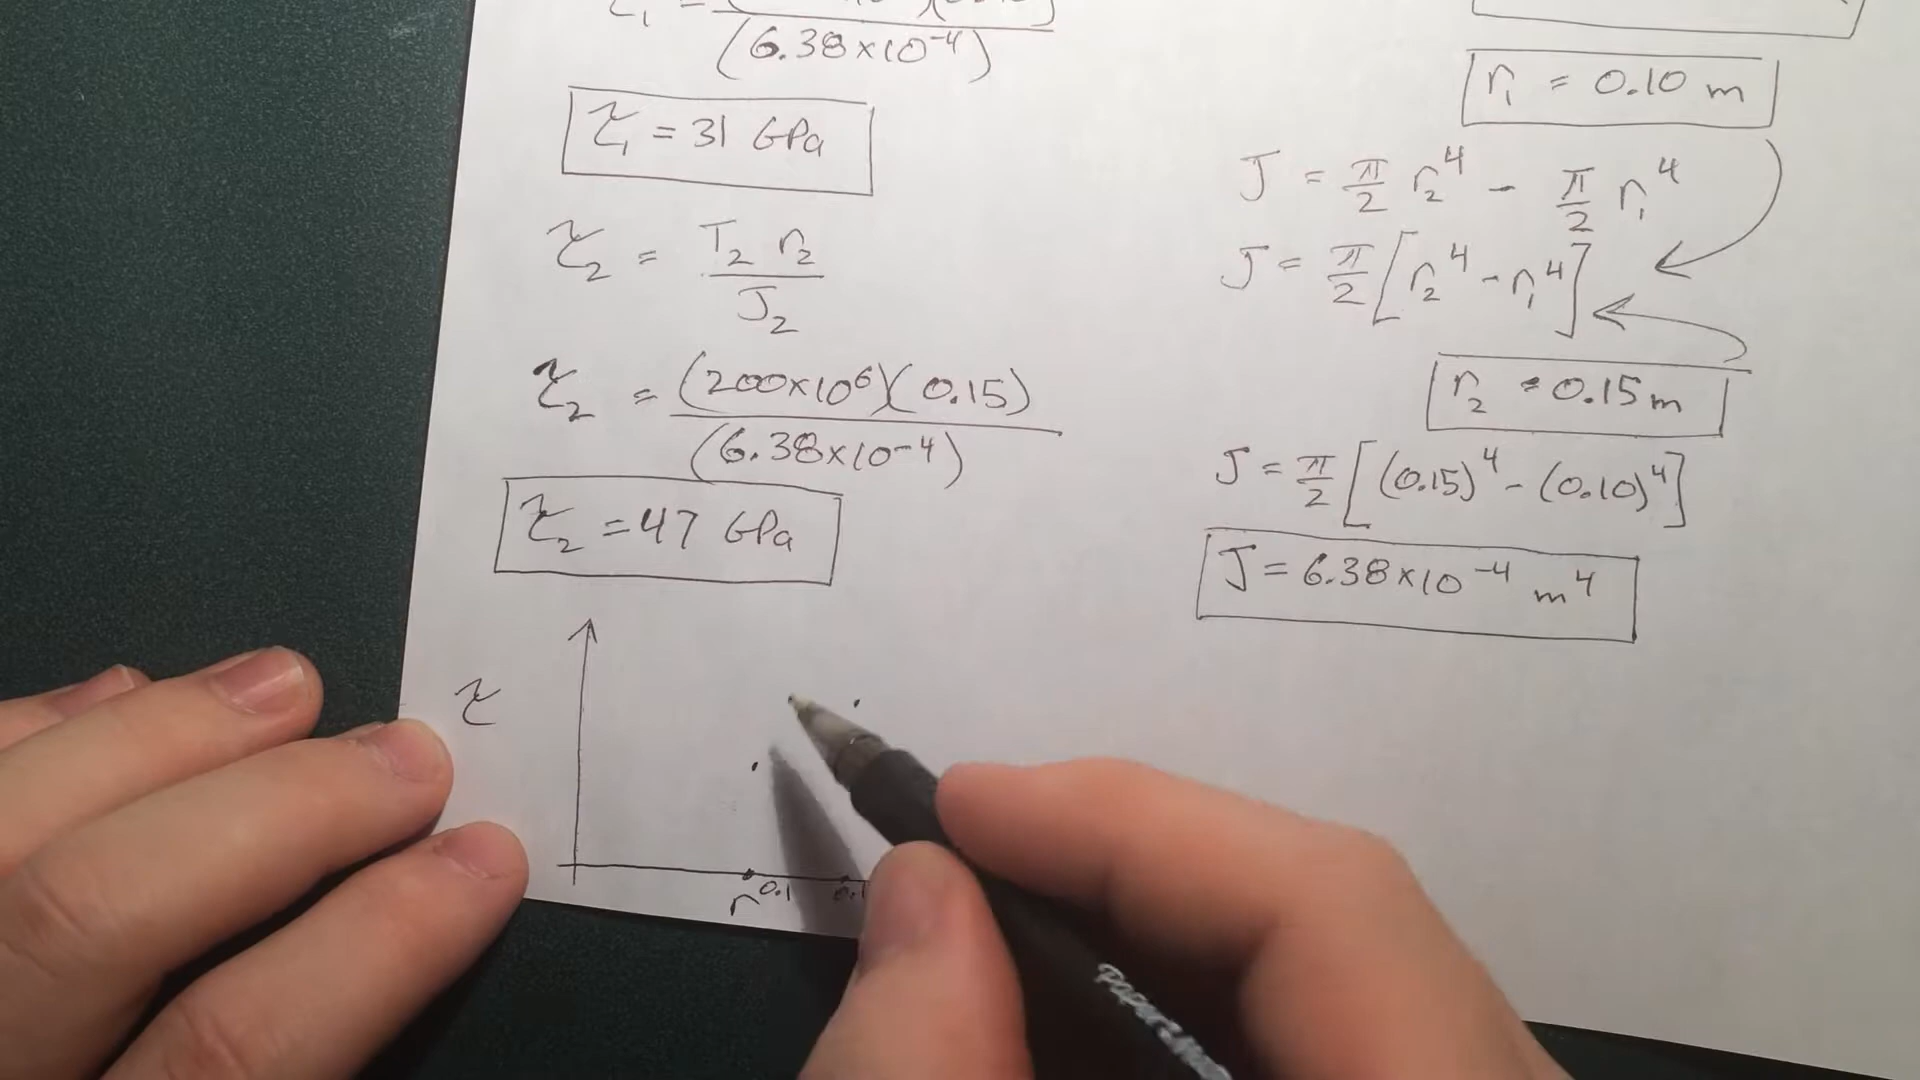 (6.38×10⁻⁴)
τ₁ = 31 GPa
τ₂ = T₂ r₂ / J₂
τ₂ = (200×10⁶)(0.15) / (6.38×10⁻⁴)
τ₂ = 47 GPa
τ
0.1
r
r₁ = 0.10 m
J = π/2 r₂⁴ - π/2 r₁⁴
J = π/2 [r₂⁴ - r₁⁴]
r₂ = 0.15 m
J = π/2 [(0.15)⁴ - (0.10)⁴]
J = 6.38×10⁻⁴ m⁴